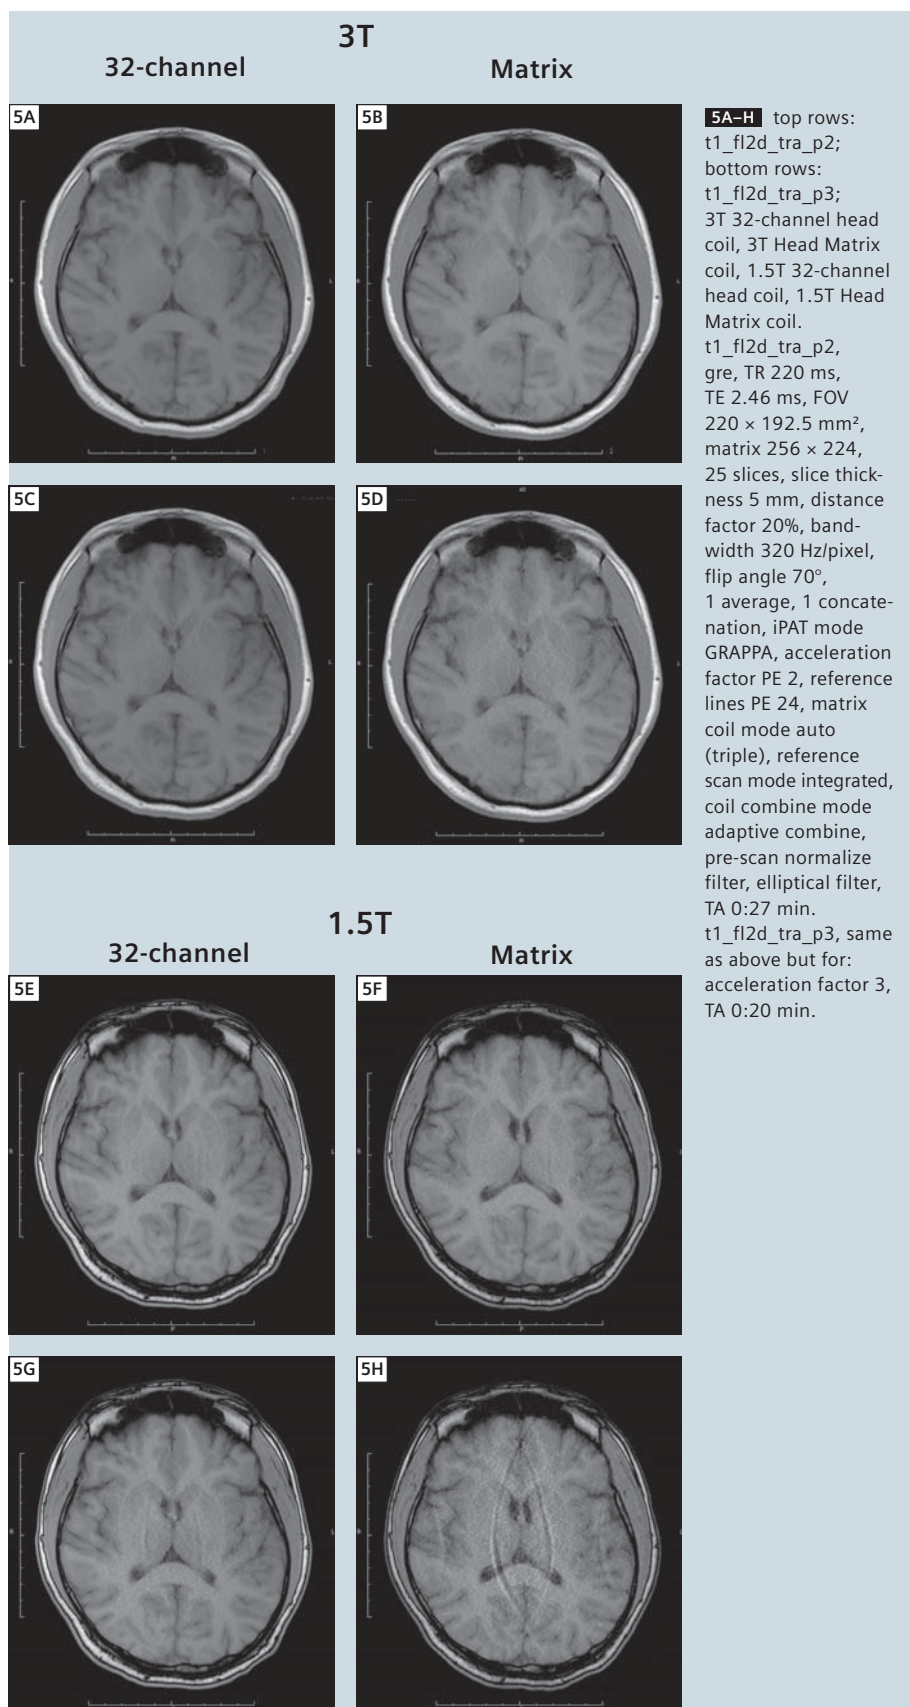 3T
32-channel
Matrix
5A
5B
5A–H top rows:
t1_fl2d_tra_p2;
bottom rows:
t1_fl2d_tra_p3;
3T 32-channel head
coil, 3T Head Matrix
coil, 1.5T 32-channel
head coil, 1.5T Head
Matrix coil.
t1_fl2d_tra_p2,
gre, TR 220 ms,
TE 2.46 ms, FOV
220 × 192.5 mm²,
matrix 256 × 224,
25 slices, slice thick-
ness 5 mm, distance
factor 20%, band-
width 320 Hz/pixel,
flip angle 70°,
1 average, 1 concate-
nation, iPAT mode
GRAPPA, acceleration
factor PE 2, reference
lines PE 24, matrix
coil mode auto
(triple), reference
scan mode integrated,
coil combine mode
adaptive combine,
pre-scan normalize
filter, elliptical filter,
TA 0:27 min.
t1_fl2d_tra_p3, same
as above but for:
acceleration factor 3,
TA 0:20 min.
5C
5D
1.5T
32-channel
Matrix
5E
5F
5G
5H